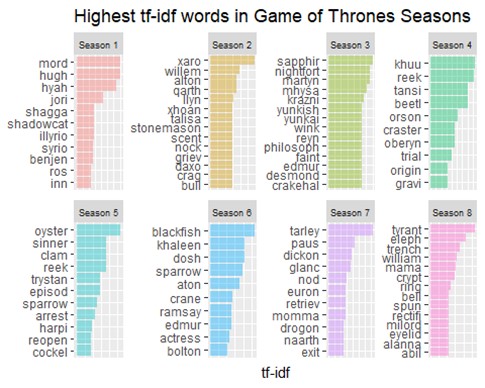 Highest tf-idf words in Game of Thrones Seasons
Season 1
mord
hugh
hyah
jori
shagga
shadowcat
illyrio
syrio
benjen
ros
inn
Season 2
xaro
willem
alton
qarth
llyn
xhoan
talisa
stonemason
scent
nock
griev
daxo
crag
bull
Season 3
sapphir
nightfort
martyn
mhysa
krazni
yunkish
yunkai
wink
reyn
philosoph
faint
edmur
desmond
crakehal
Season 4
khuu
reek
tansi
beetl
orson
craster
oberyn
trial
origin
gravi
Season 5
oyster
sinner
clam
reek
trystan
episod
sparrow
arrest
harpi
reopen
cockel
Season 6
blackfish
khaleen
dosh
sparrow
aton
crane
ramsay
edmur
actress
bolton
Season 7
tarley
paus
dickon
glanc
nod
euron
retriev
momma
drogon
naarth
exit
Season 8
tyrant
eleph
trench
william
mama
crypt
ring
bell
spun
rectifi
milord
eyelid
alanna
abil
tf-idf